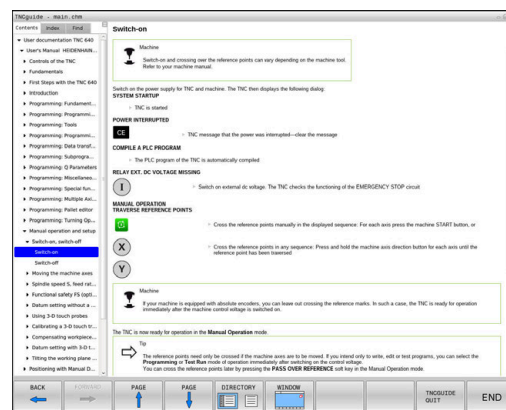 TNCguide - main.chm
Contents Index Find
User documentation TNC 640
User's Manual HEIDENHAIN...
Controls of the TNC
Fundamentals
First Steps with the TNC 640
Introduction
Programming: Fundament...
Programming: Programmi...
Programming: Tools
Programming: Programmi...
Programming: Data transf...
Programming: Subprogra...
Programming: Q Parameters
Programming: Miscellaneo...
Programming: Special fun...
Programming: Multiple Axi...
Programming: Pallet editor
Programming: Turning Op...
Manual operation and setup
Switch-on, switch-off
Switch-on
Switch-off
Moving the machine axes
Spindle speed S, feed rat...
Functional safety FS (opti...
Datum setting without a ...
Using 3-D touch probes
Calibrating a 3-D touch tr...
Compensating workpiece...
Datum setting with 3-D t...
Tilting the working plane ...
Positioning with Manual D...
Switch-on
Machine
Switch-on and crossing over the reference points can vary depending on the machine tool.
Refer to your machine manual.
Switch on the power supply for TNC and machine. The TNC then displays the following dialog:
SYSTEM STARTUP
TNC is started
POWER INTERRUPTED
CE
TNC message that the power was interrupted—clear the message
COMPILE A PLC PROGRAM
The PLC program of the TNC is automatically compiled
RELAY EXT. DC VOLTAGE MISSING
I
Switch on external dc voltage. The TNC checks the functioning of the EMERGENCY STOP circuit
MANUAL OPERATION
TRAVERSE REFERENCE POINTS
Cross the reference points manually in the displayed sequence: For each axis press the machine START button, or
X
Cross the reference points in any sequence: Press and hold the machine axis direction button for each axis until the
reference point has been traversed
Y
Machine
If your machine is equipped with absolute encoders, you can leave out crossing the reference marks. In such a case, the TNC is ready for operation
immediately after the machine control voltage is switched on.
The TNC is now ready for operation in the Manual Operation mode.
Tip
The reference points need only be crossed if the machine axes are to be moved. If you intend only to write, edit or test programs, you can select the
Programming or Test Run mode of operation immediately after switching on the control voltage.
You can cross the reference points later by pressing the PASS OVER REFERENCE soft key in the Manual Operation mode.
BACK
FORWARD
PAGE
PAGE
DIRECTORY
WINDOW
TNCGUIDE
QUIT
END